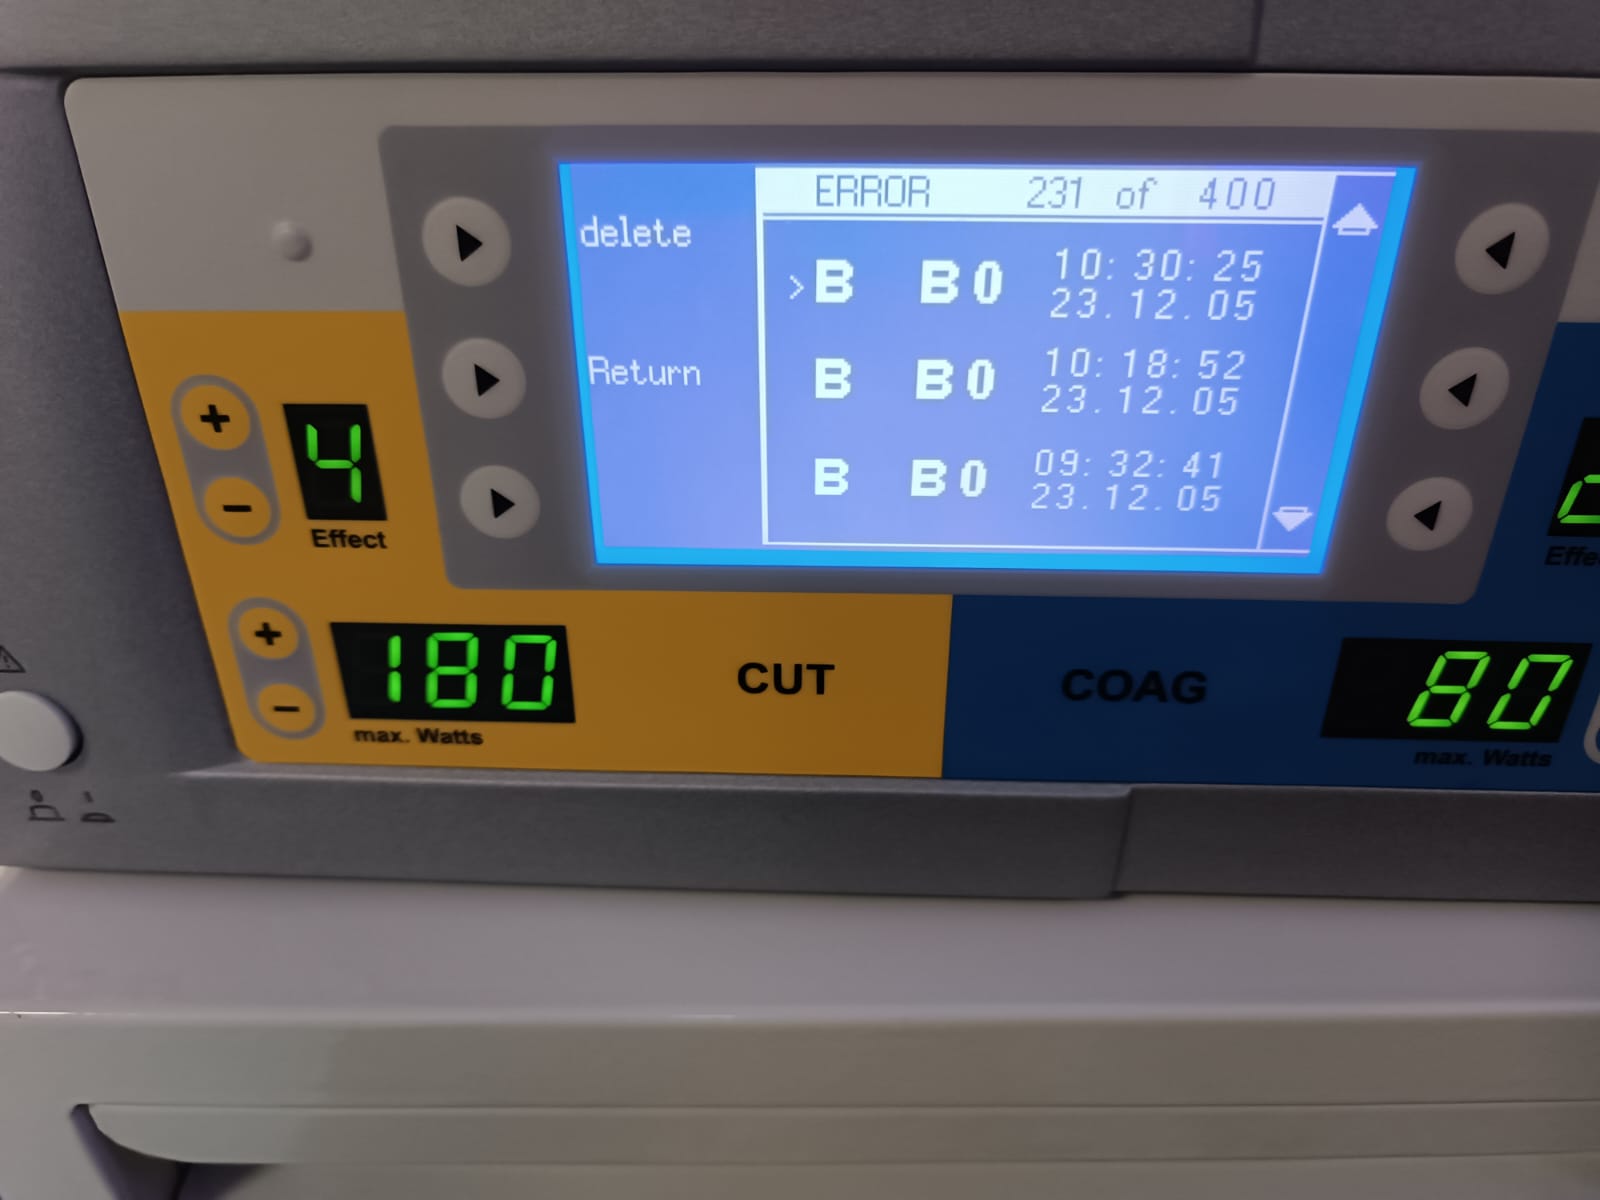 ERROR 231 of 400
delete
>B B0 10:30:25
23.12.05
Return
B B0 10:18:52
23.12.05
B B0 09:32:41
23.12.05
4
Effect
180
max. Watts
CUT
COAG
80
max. Watts